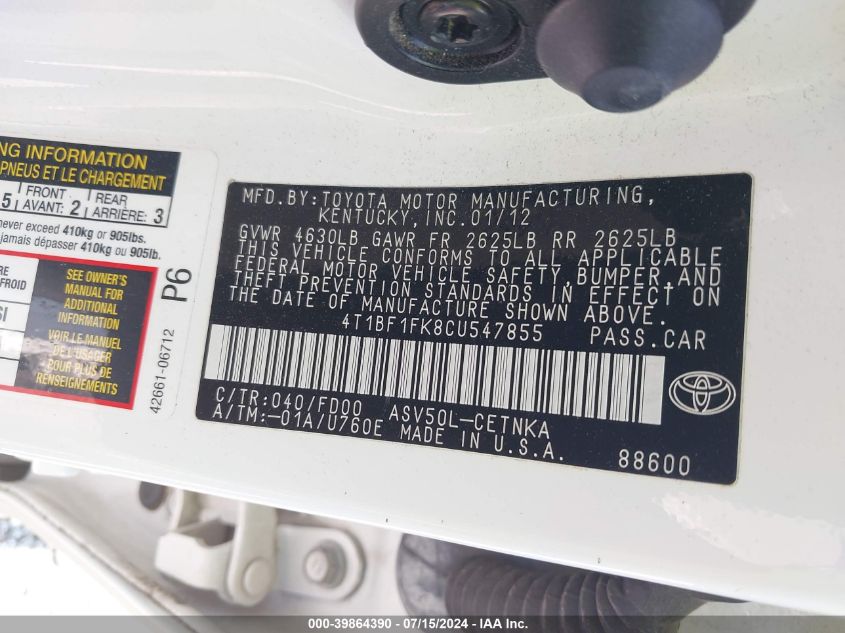 NG INFORMATION
PNEUS ET LE CHARGEMENT
5 FRONT AVANT: 2 REAR ARRIÈRE: 3
never exceed 410kg or 905lbs.
jamais dépasser 410kg ou 905lbs.
RE
FROID
SI
SEE OWNER'S
MANUAL FOR
ADDITIONAL
INFORMATION
VOIR LE MANUEL
DE L'USAGER
POUR PLUS DE
RENSEIGNEMENTS
42661-06712
P6
MFD.BY:TOYOTA MOTOR MANUFACTURING,
KENTUCKY,INC.01/12
GVWR 4630LB GAWR FR 2625LB RR 2625LB
THIS VEHICLE CONFORMS TO ALL APPLICABLE
FEDERAL MOTOR VEHICLE SAFETY,BUMPER,AND
THEFT PREVENTION STANDARDS IN EFFECT ON
THE DATE OF MANUFACTURE SHOWN ABOVE.
4T1BF1FK8CU547855 PASS.CAR
C/TR:040/FD00 ASV50L-CETNKA
A/TM:-01A/U760E MADE IN U.S.A.
88600
000-39864390 - 07/15/2024 - IAA Inc.